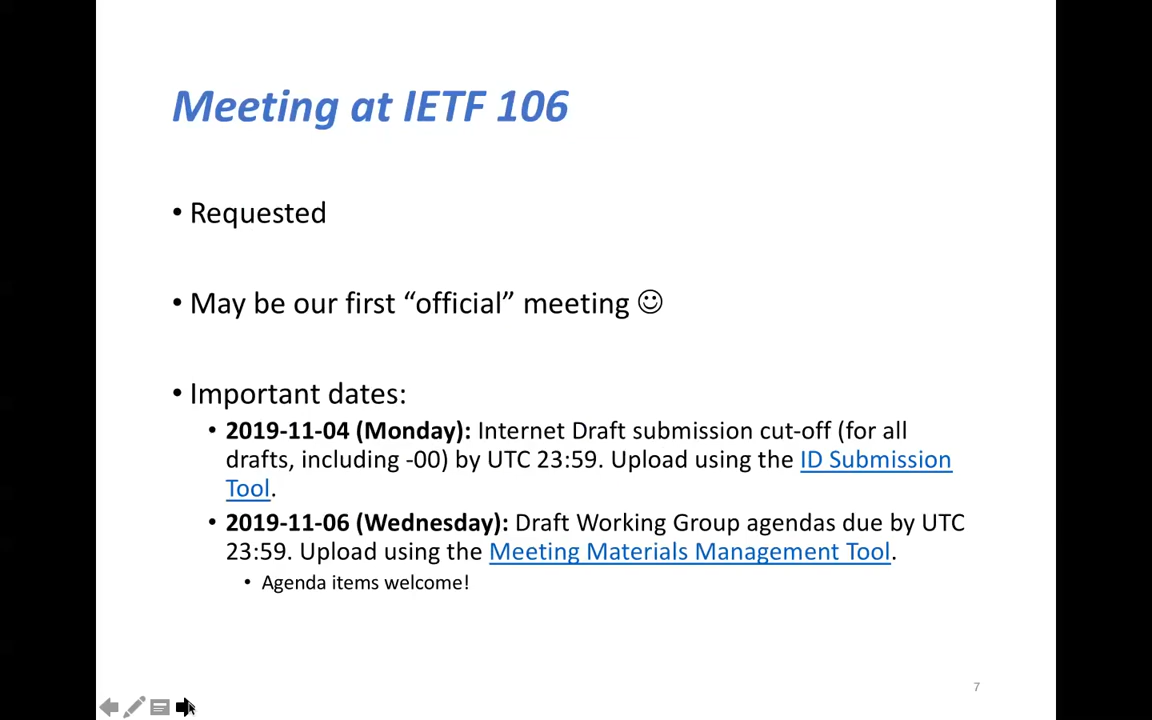 Meeting at IETF 106
• Requested
• May be our first “official” meeting ☺
• Important dates:
• 2019-11-04 (Monday): Internet Draft submission cut-off (for all
drafts, including -00) by UTC 23:59. Upload using the ID Submission
Tool.
• 2019-11-06 (Wednesday): Draft Working Group agendas due by UTC
23:59. Upload using the Meeting Materials Management Tool.
• Agenda items welcome!
7